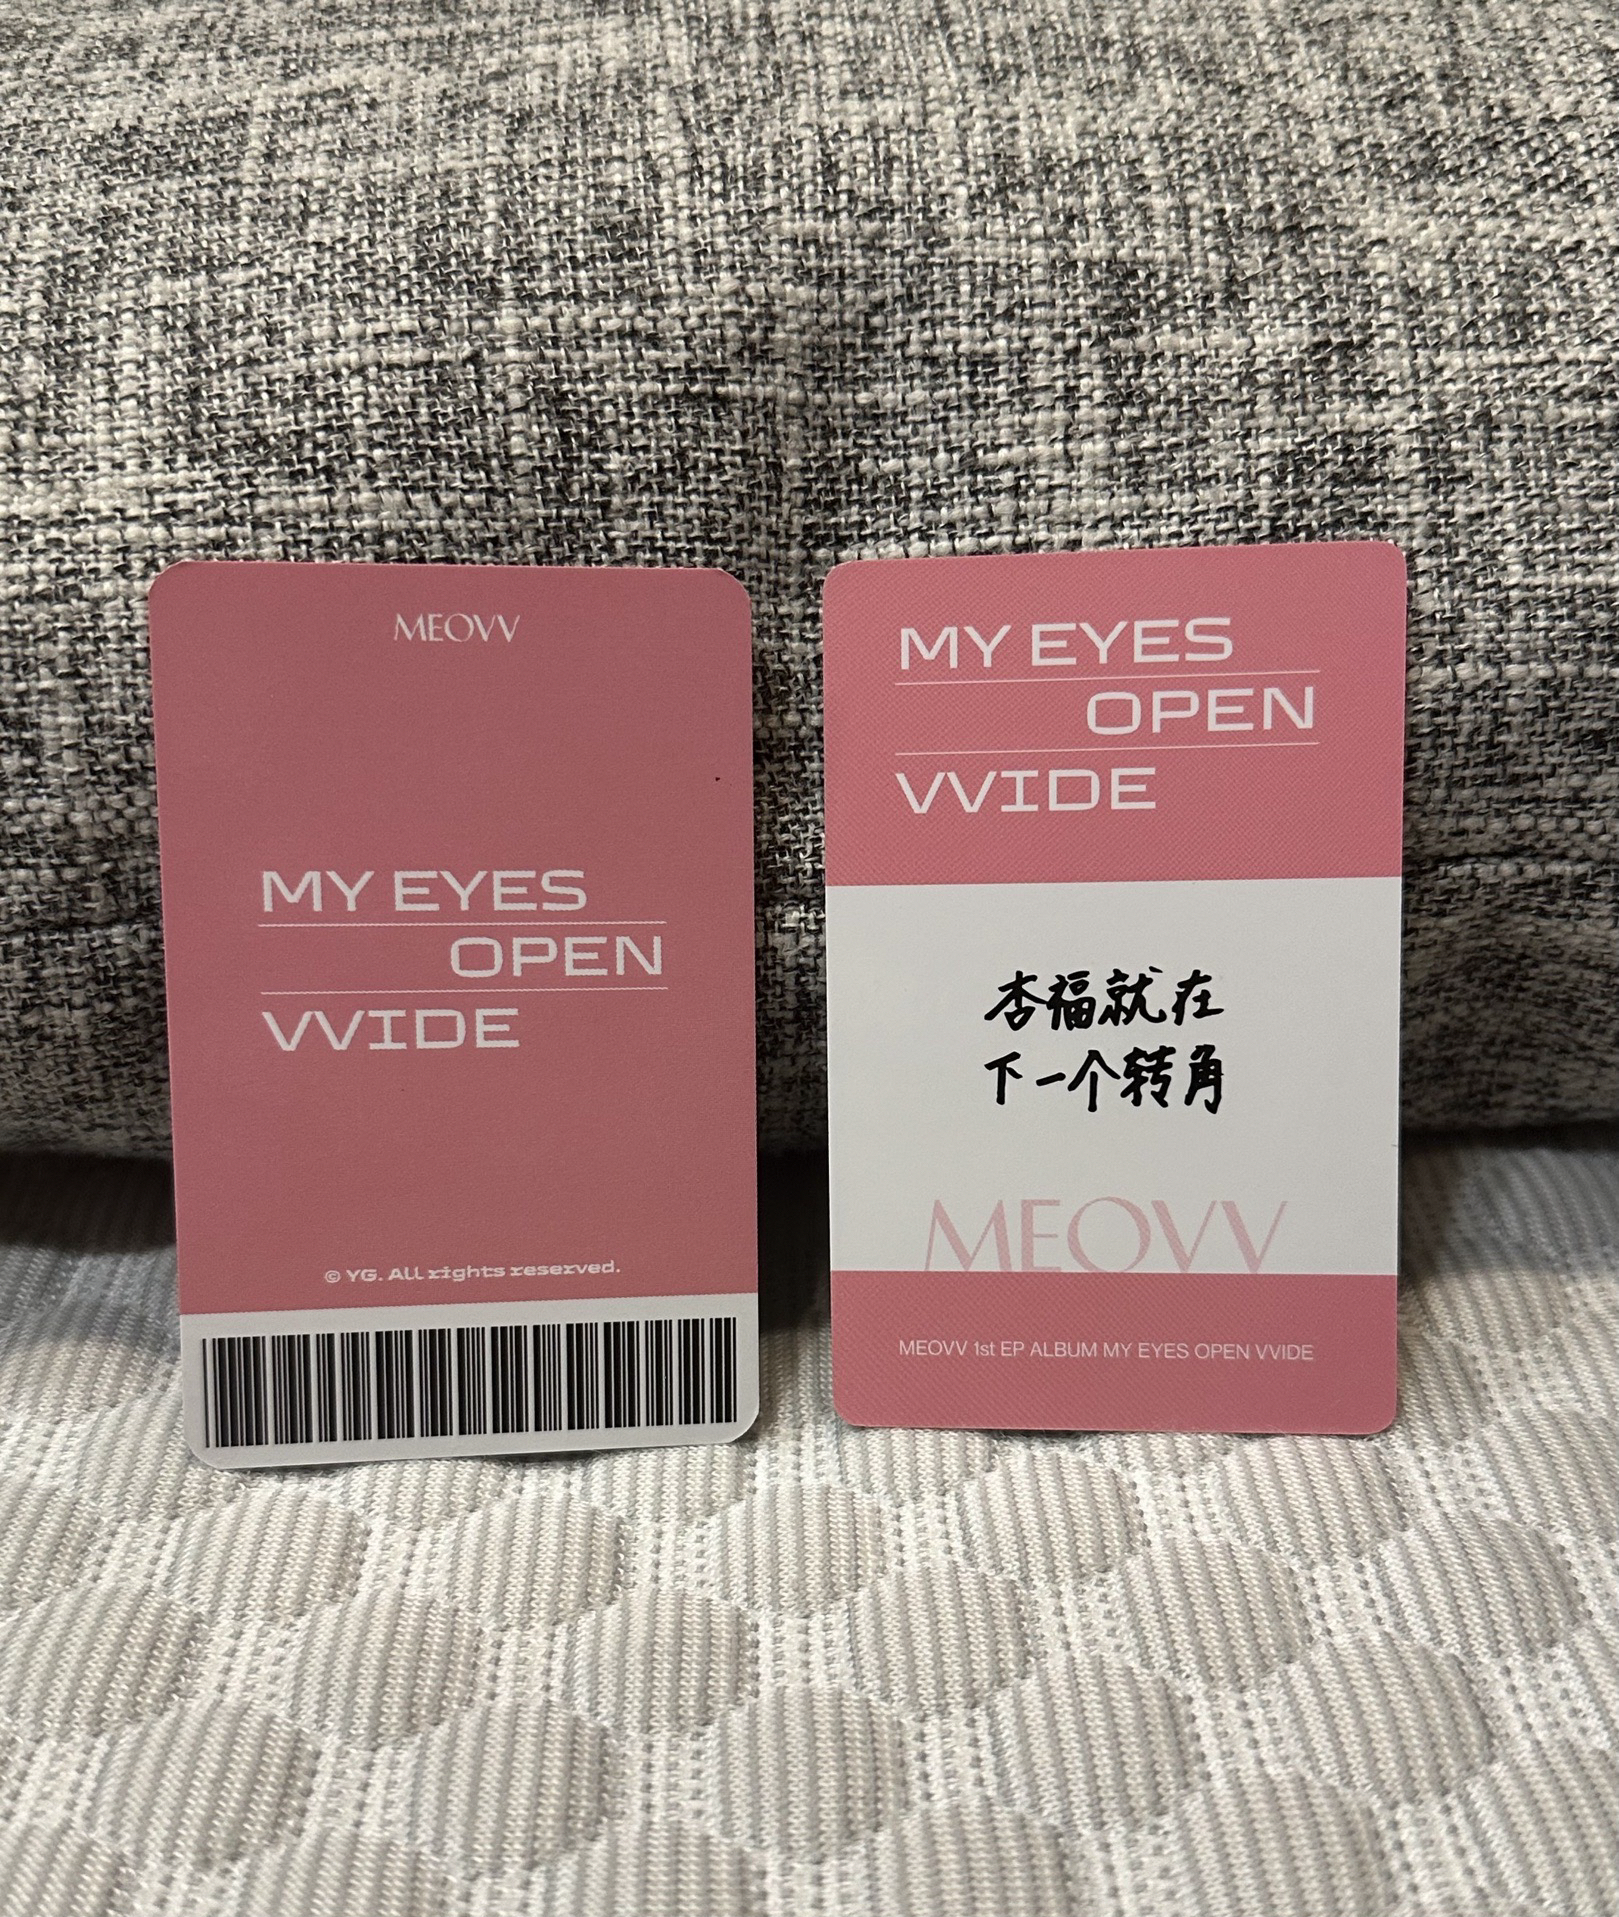 MEOVV
MY EYES
OPEN
VVIDE
© YG. All rights reserved.
MY EYES
OPEN
VVIDE
杏福就在
下一个转角
MEOVV
MEOVV 1st EP ALBUM MY EYES OPEN VVIDE